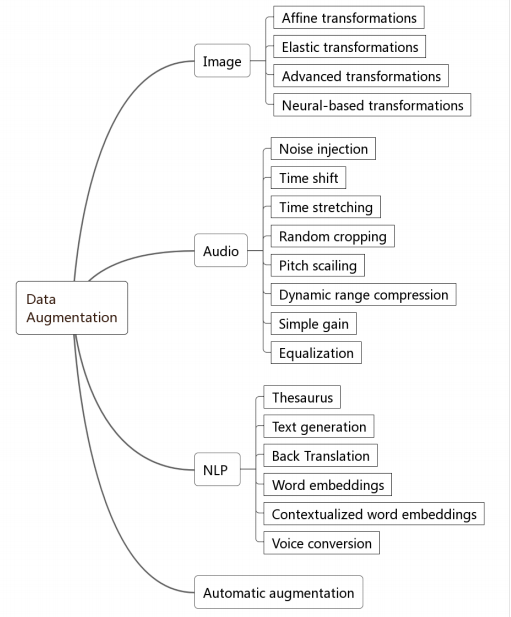 Affine transformations
Elastic transformations
Image
Advanced transformations
Neural-based transformations
Noise injection
Time shift
Time stretching
Random cropping
Audio
Pitch scailing
Dynamic range compression
Simple gain
Equalization
Data
Augmentation
Thesaurus
Text generation
Back Translation
NLP
Word embeddings
Contextualized word embeddings
Voice conversion
Automatic augmentation